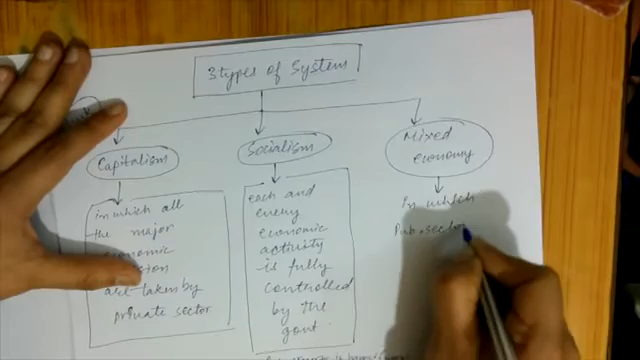 3 types of System
Capitalism
Socialism
Mixed
economy
in which all
the major
economic
are taken by
private sector
each and
every
economic
activity
is fully
controlled
by the
govt.
In which
Pub. sector